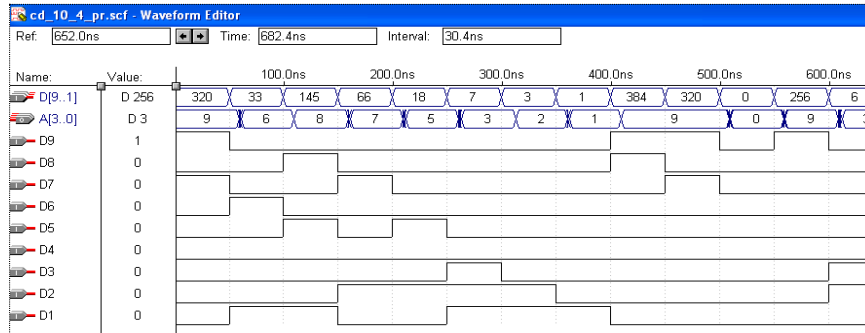 cd_10_4_pr.scf - Waveform Editor
Ref: 652.0ns Time: 682.4ns Interval: 30.4ns
Name: Value: 100.0ns 200.0ns 300.0ns 400.0ns 500.0ns 600.0ns
D[9..1] D 256 320 33 145 66 18 7 3 1 384 320 0 256 6
A[3..0] D 3 9 6 8 7 5 3 2 1 9 0 9 3
D9 1
D8 0
D7 0
D6 0
D5 0
D4 0
D3 0
D2 0
D1 0